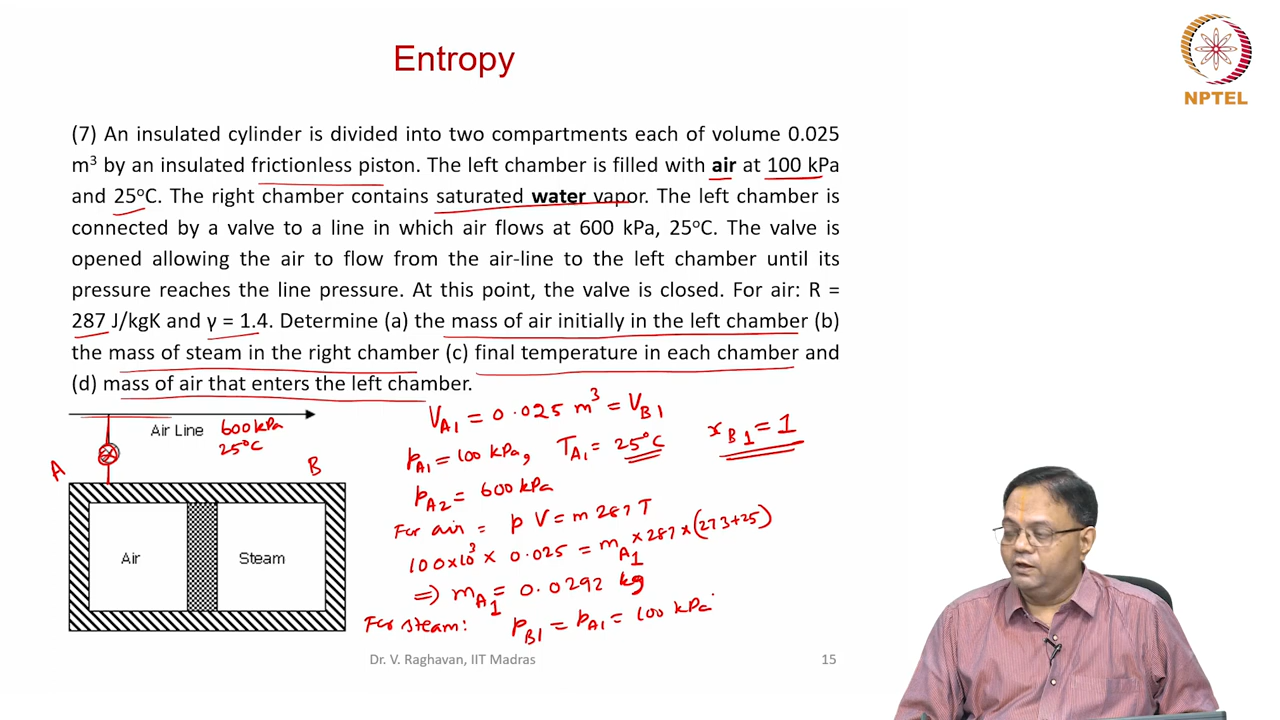 Entropy
NPTEL
(7) An insulated cylinder is divided into two compartments each of volume 0.025
m³ by an insulated frictionless piston. The left chamber is filled with air at 100 kPa
and 25°C. The right chamber contains saturated water vapor. The left chamber is
connected by a valve to a line in which air flows at 600 kPa, 25°C. The valve is
opened allowing the air to flow from the air-line to the left chamber until its
pressure reaches the line pressure. At this point, the valve is closed. For air: R =
287 J/kgK and γ = 1.4. Determine (a) the mass of air initially in the left chamber (b)
the mass of steam in the right chamber (c) final temperature in each chamber and
(d) mass of air that enters the left chamber.
Air Line 600 kPa
25°C
A
B
Air
Steam
V_A1 = 0.025 m³ = V_B1
x_B1 = 1
p_A1 = 100 kPa, T_A1 = 25°C
p_A2 = 600 kPa
For air = p V = m 287 T
100×10³ × 0.025 = m_A1 × 287 × (273+25)
⇒ m_A1 = 0.0292 kg
For steam: p_B1 = p_A1 = 100 kPa
Dr. V. Raghavan, IIT Madras
15